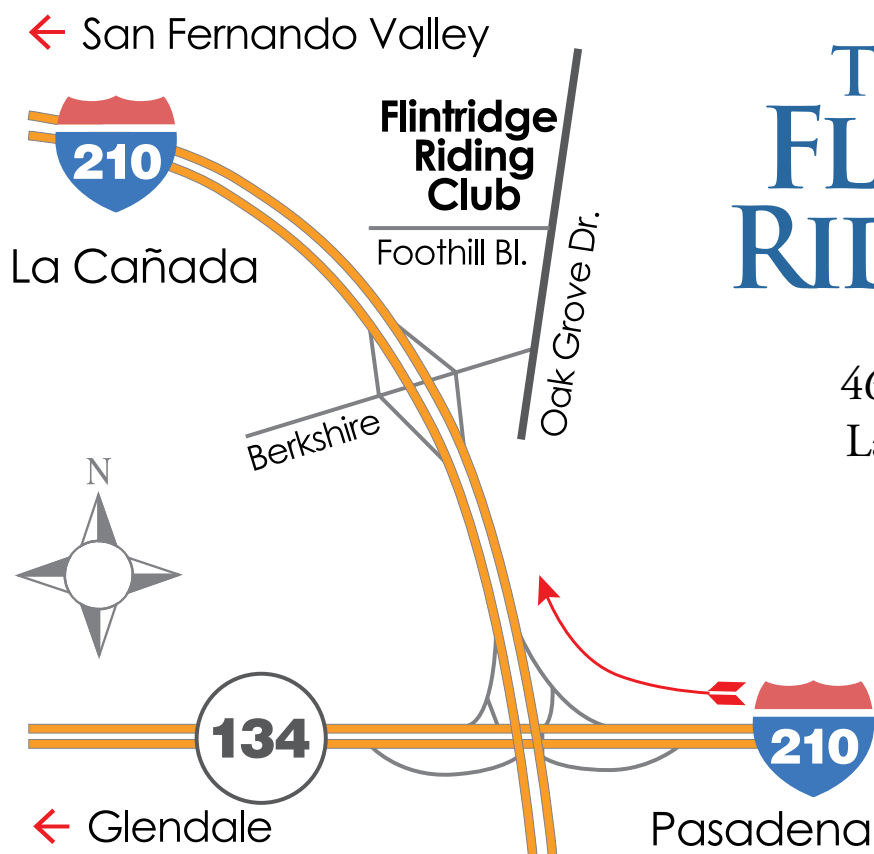 San Fernando Valley
210
Flintridge
Riding
Club
Foothill Bl.
Oak Grove Dr.
La Cañada
Berkshire
N
134
210
Glendale
Pasadena